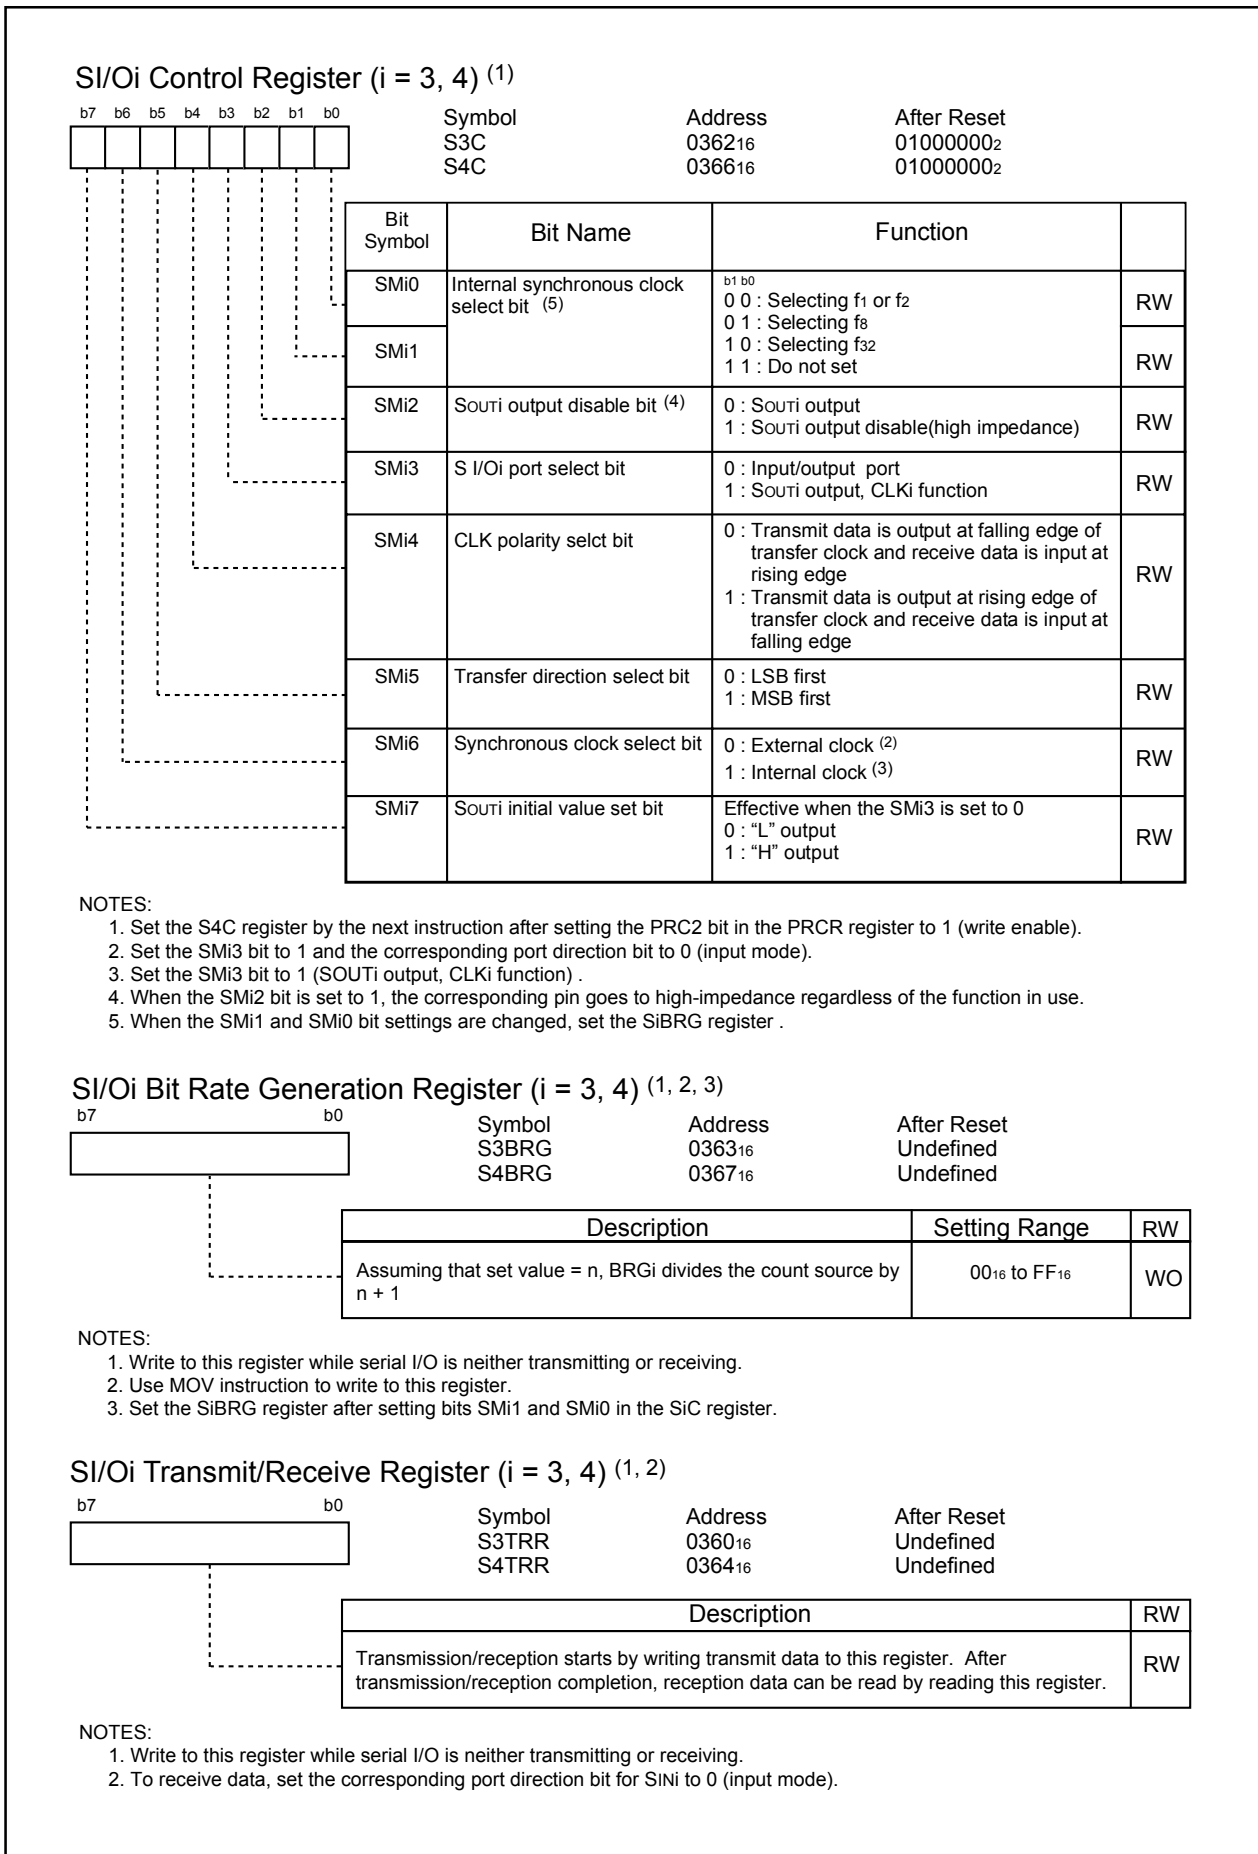 SI/Oi Control Register (i = 3, 4) (1)
b7 b6 b5 b4 b3 b2 b1 b0
Symbol Address After Reset
S3C 036216 010000002
S4C 036616 010000002
Bit Symbol Bit Name Function
SMi0 Internal synchronous clock select bit (5)
b1 b0
0 0 : Selecting f1 or f2
0 1 : Selecting f8
1 0 : Selecting f32
1 1 : Do not set
RW
SMi1 RW
SMi2 SOUTi output disable bit (4)
0 : SOUTi output
1 : SOUTi output disable(high impedance)
RW
SMi3 S I/Oi port select bit
0 : Input/output port
1 : SOUTi output, CLKi function
RW
SMi4 CLK polarity selct bit
0 : Transmit data is output at falling edge of
transfer clock and receive data is input at
rising edge
1 : Transmit data is output at rising edge of
transfer clock and receive data is input at
falling edge
RW
SMi5 Transfer direction select bit
0 : LSB first
1 : MSB first
RW
SMi6 Synchronous clock select bit
0 : External clock (2)
1 : Internal clock (3)
RW
SMi7 SOUTi initial value set bit
Effective when the SMi3 is set to 0
0 : “L” output
1 : “H” output
RW
NOTES:
1. Set the S4C register by the next instruction after setting the PRC2 bit in the PRCR register to 1 (write enable).
2. Set the SMi3 bit to 1 and the corresponding port direction bit to 0 (input mode).
3. Set the SMi3 bit to 1 (SOUTi output, CLKi function) .
4. When the SMi2 bit is set to 1, the corresponding pin goes to high-impedance regardless of the function in use.
5. When the SMi1 and SMi0 bit settings are changed, set the SiBRG register .
SI/Oi Bit Rate Generation Register (i = 3, 4) (1, 2, 3)
b7 b0
Symbol Address After Reset
S3BRG 036316 Undefined
S4BRG 036716 Undefined
Description Setting Range RW
Assuming that set value = n, BRGi divides the count source by
n + 1
0016 to FF16 WO
NOTES:
1. Write to this register while serial I/O is neither transmitting or receiving.
2. Use MOV instruction to write to this register.
3. Set the SiBRG register after setting bits SMi1 and SMi0 in the SiC register.
SI/Oi Transmit/Receive Register (i = 3, 4) (1, 2)
b7 b0
Symbol Address After Reset
S3TRR 036016 Undefined
S4TRR 036416 Undefined
Description RW
Transmission/reception starts by writing transmit data to this register. After
transmission/reception completion, reception data can be read by reading this register.
RW
NOTES:
1. Write to this register while serial I/O is neither transmitting or receiving.
2. To receive data, set the corresponding port direction bit for SINi to 0 (input mode).